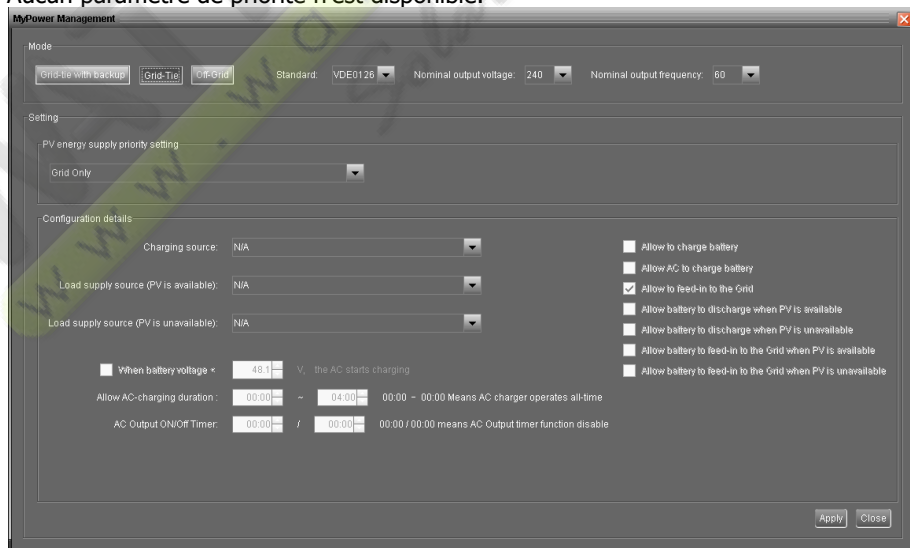 Aucun paramètre de priorité n'est disponible.
MyPower Management
Mode
Grid-tie with backup Grid-Tie Off-Grid Standard: VDE0126 Nominal output voltage: 240 Nominal output frequency: 60
Setting
PV energy supply priority setting
Grid Only
Configuration details
Charging source: N/A
Load supply source (PV is available): N/A
Load supply source (PV is unavailable): N/A
When battery voltage < 48.1 V, the AC starts charging
Allow AC-charging duration : 00:00 ~ 04:00 00:00 ~ 00:00 Means AC charger operates all-time
AC Output ON/Off Timer: 00:00 / 00:00 00:00 / 00:00 means AC Output timer function disable
Allow to charge battery
Allow AC to charge battery
Allow to feed-in to the Grid
Allow battery to discharge when PV is available
Allow battery to discharge when PV is unavailable
Allow battery to feed-in to the Grid when PV is available
Allow battery to feed-in to the Grid when PV is unavailable
Apply Close